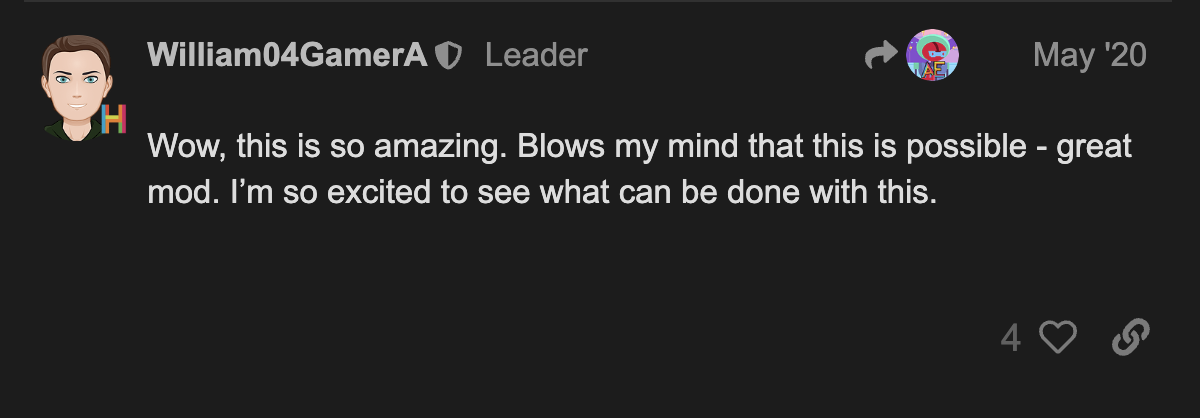 William04GamerA Leader May '20
Wow, this is so amazing. Blows my mind that this is possible - great
mod. I’m so excited to see what can be done with this.
4
H
AE